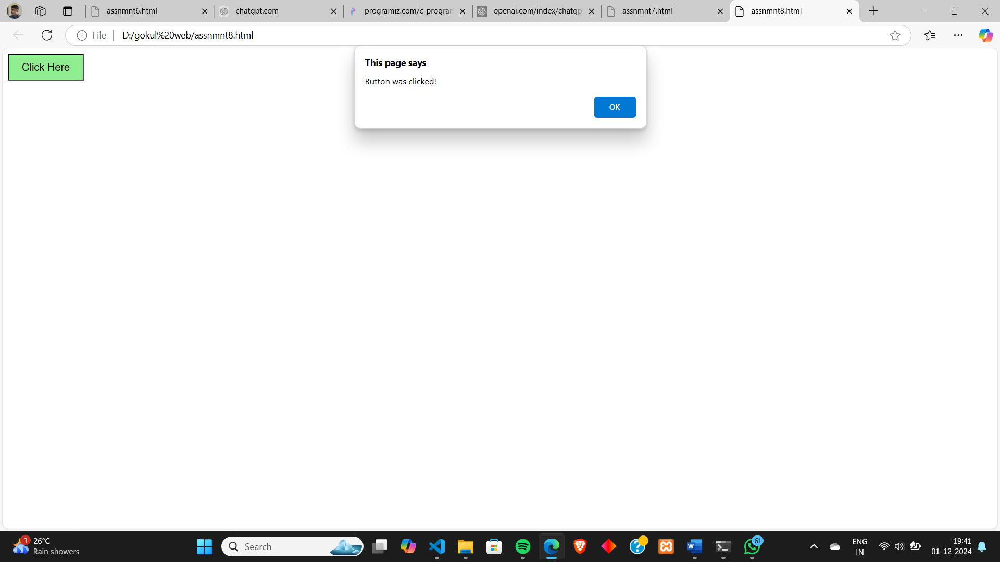 assnmnt6.html
chatgpt.com
programiz.com/c-program
openai.com/index/chatgp
assnmnt7.html
assnmnt8.html
File
D:/gokul%20web/assnmnt8.html
Click Here
This page says
Button was clicked!
OK
1
26°C
Rain showers
Search
61
ENG
IN
19:41
01-12-2024